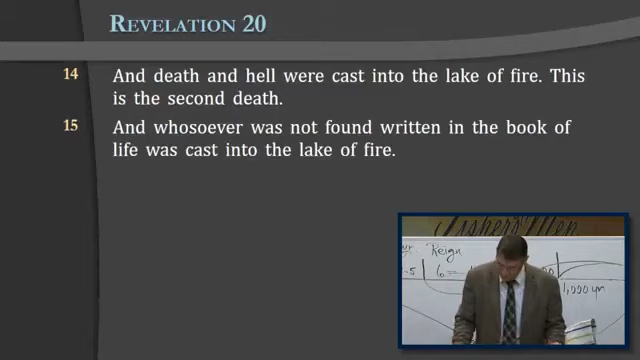 REVELATION 20
14 And death and hell were cast into the lake of fire. This
is the second death.
15 And whosoever was not found written in the book of
life was cast into the lake of fire.
Fishers Men
Reign
1,000 yrs